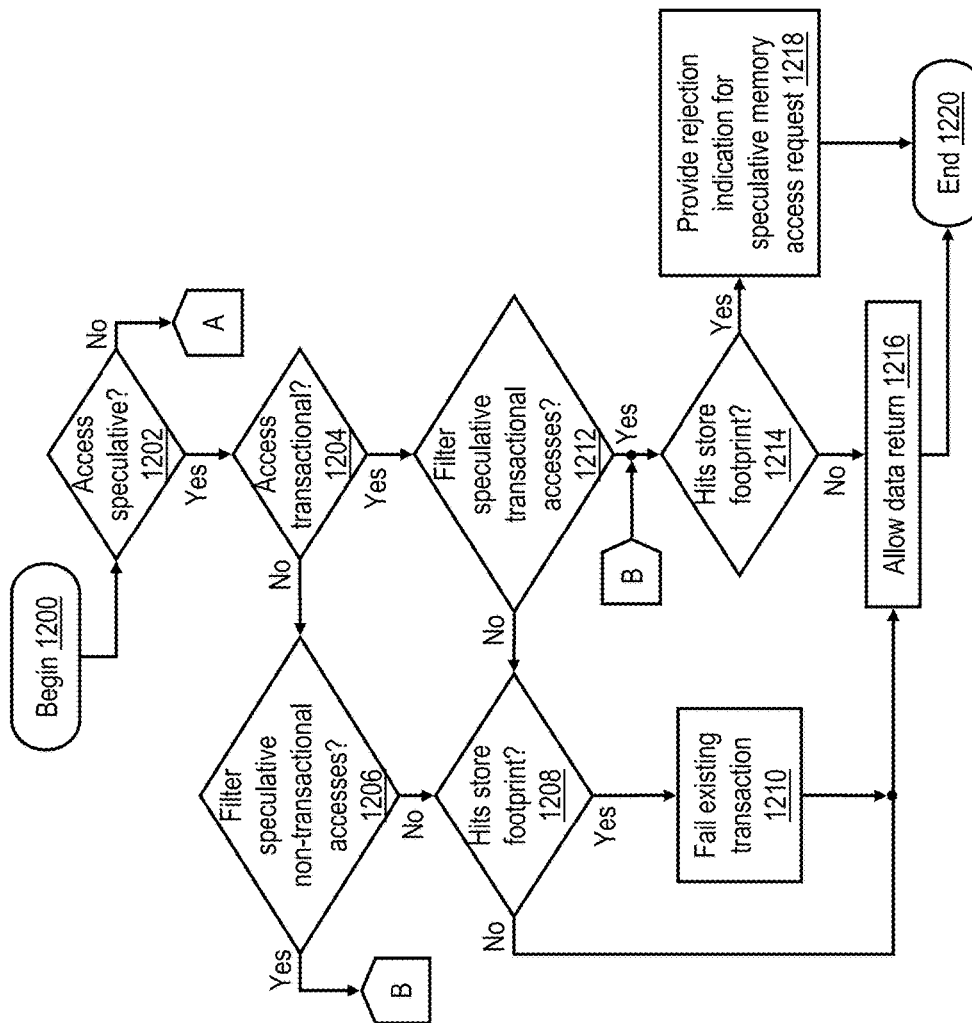 Begin 1200
Access
speculative?
1202
No
A
Yes
Access
transactional?
1204
No
Yes
Filter
speculative
non-transactional
accesses?
1206
Yes
B
No
Filter
speculative
transactional
accesses?
1212
No
Yes
B
Hits store
footprint?
1208
No
Yes
Fail existing
transaction
1210
Hits store
footprint?
1214
Yes
No
Provide rejection
indication for
speculative memory
access request 1218
Allow data return 1216
End 1220